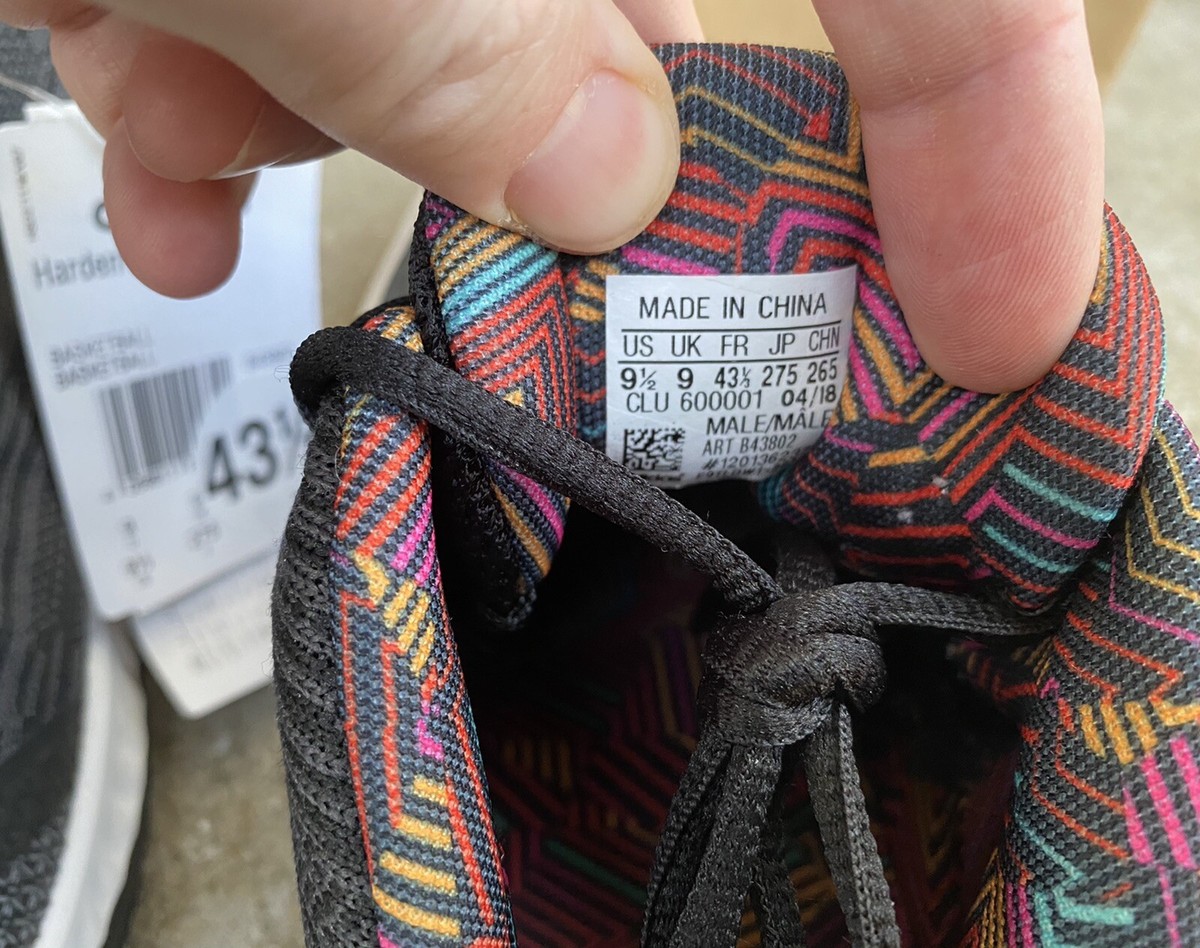 Harden
BASKETBALL
BASKETBALL
43⅓
MADE IN CHINA
US UK FR JP CHN
9½ 9 43⅓ 275 265
CLU 600001 04/18
MALE/MÂLE
ART B43802